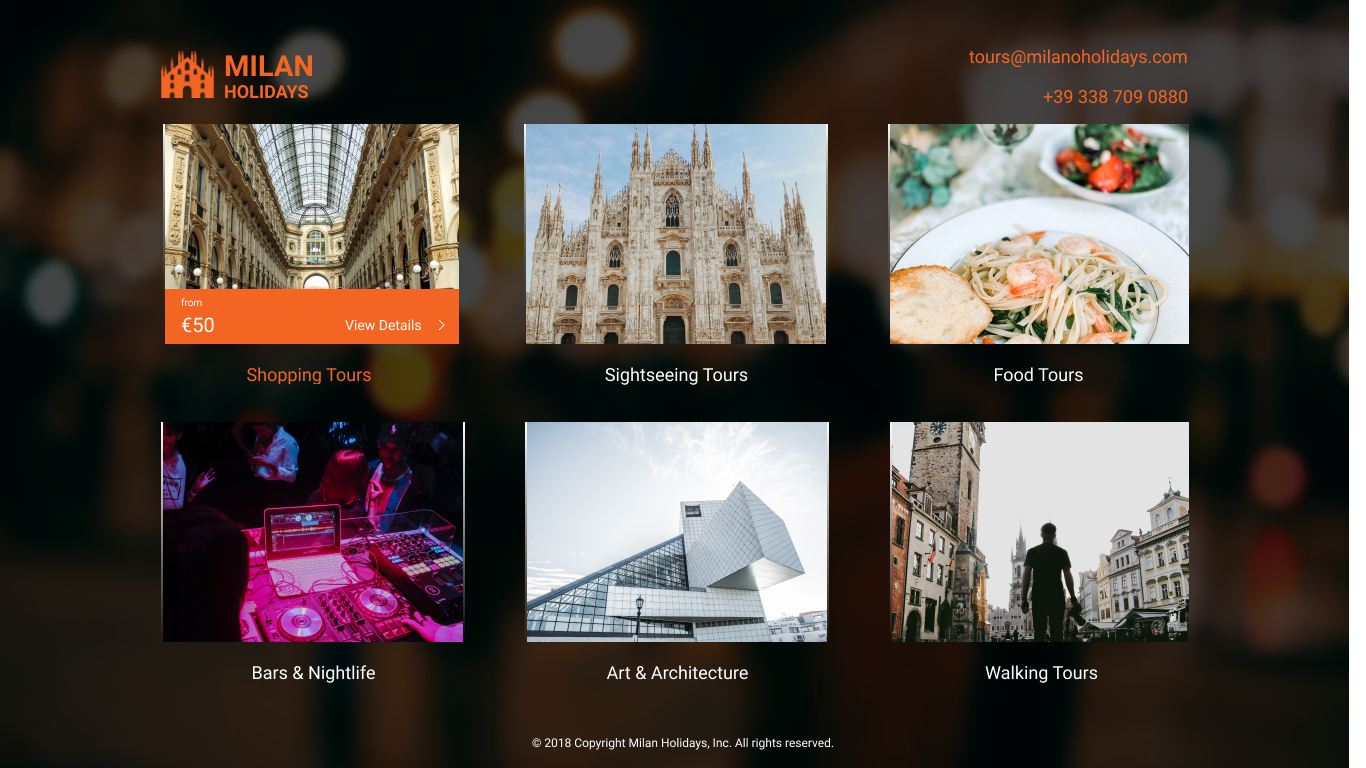 MILAN
HOLIDAYS
tours@milanoholidays.com
+39 338 709 0880
from
€50
View Details
Shopping Tours
Sightseeing Tours
Food Tours
Bars & Nightlife
Art & Architecture
Walking Tours
© 2018 Copyright Milan Holidays, Inc. All rights reserved.